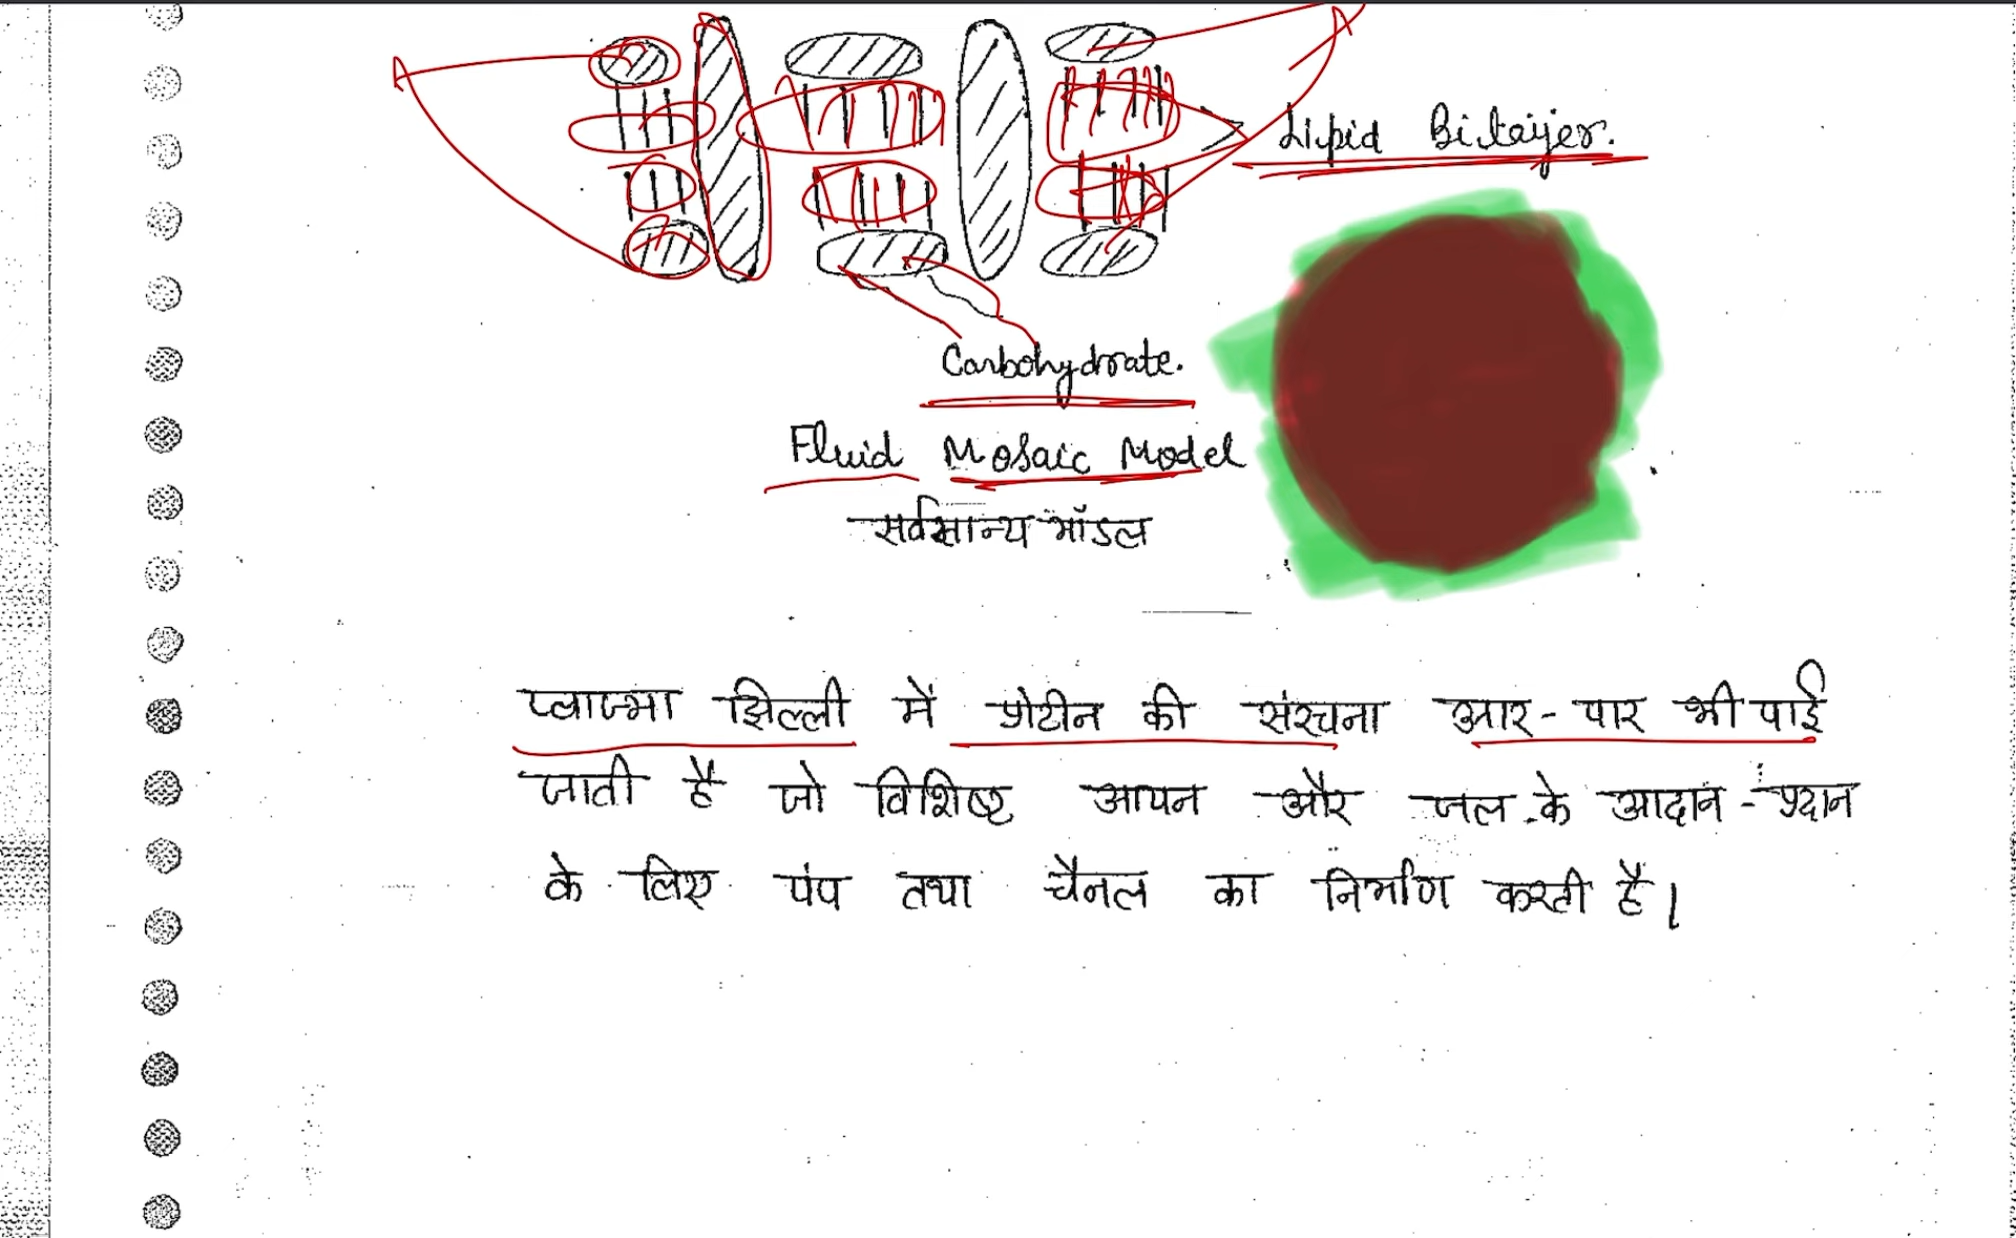 Lipid Bilayer.
Carbohydrate.
Fluid Mosaic Model
सर्वमान्य मॉडल
प्लाज्मा झिल्ली में प्रोटीन की संरचना आर-पार भी पाई
जाती है जो विशिष्ट आयन और जल के आदान-प्रदान
के लिए पंप तथा चैनल का निर्माण करती है।